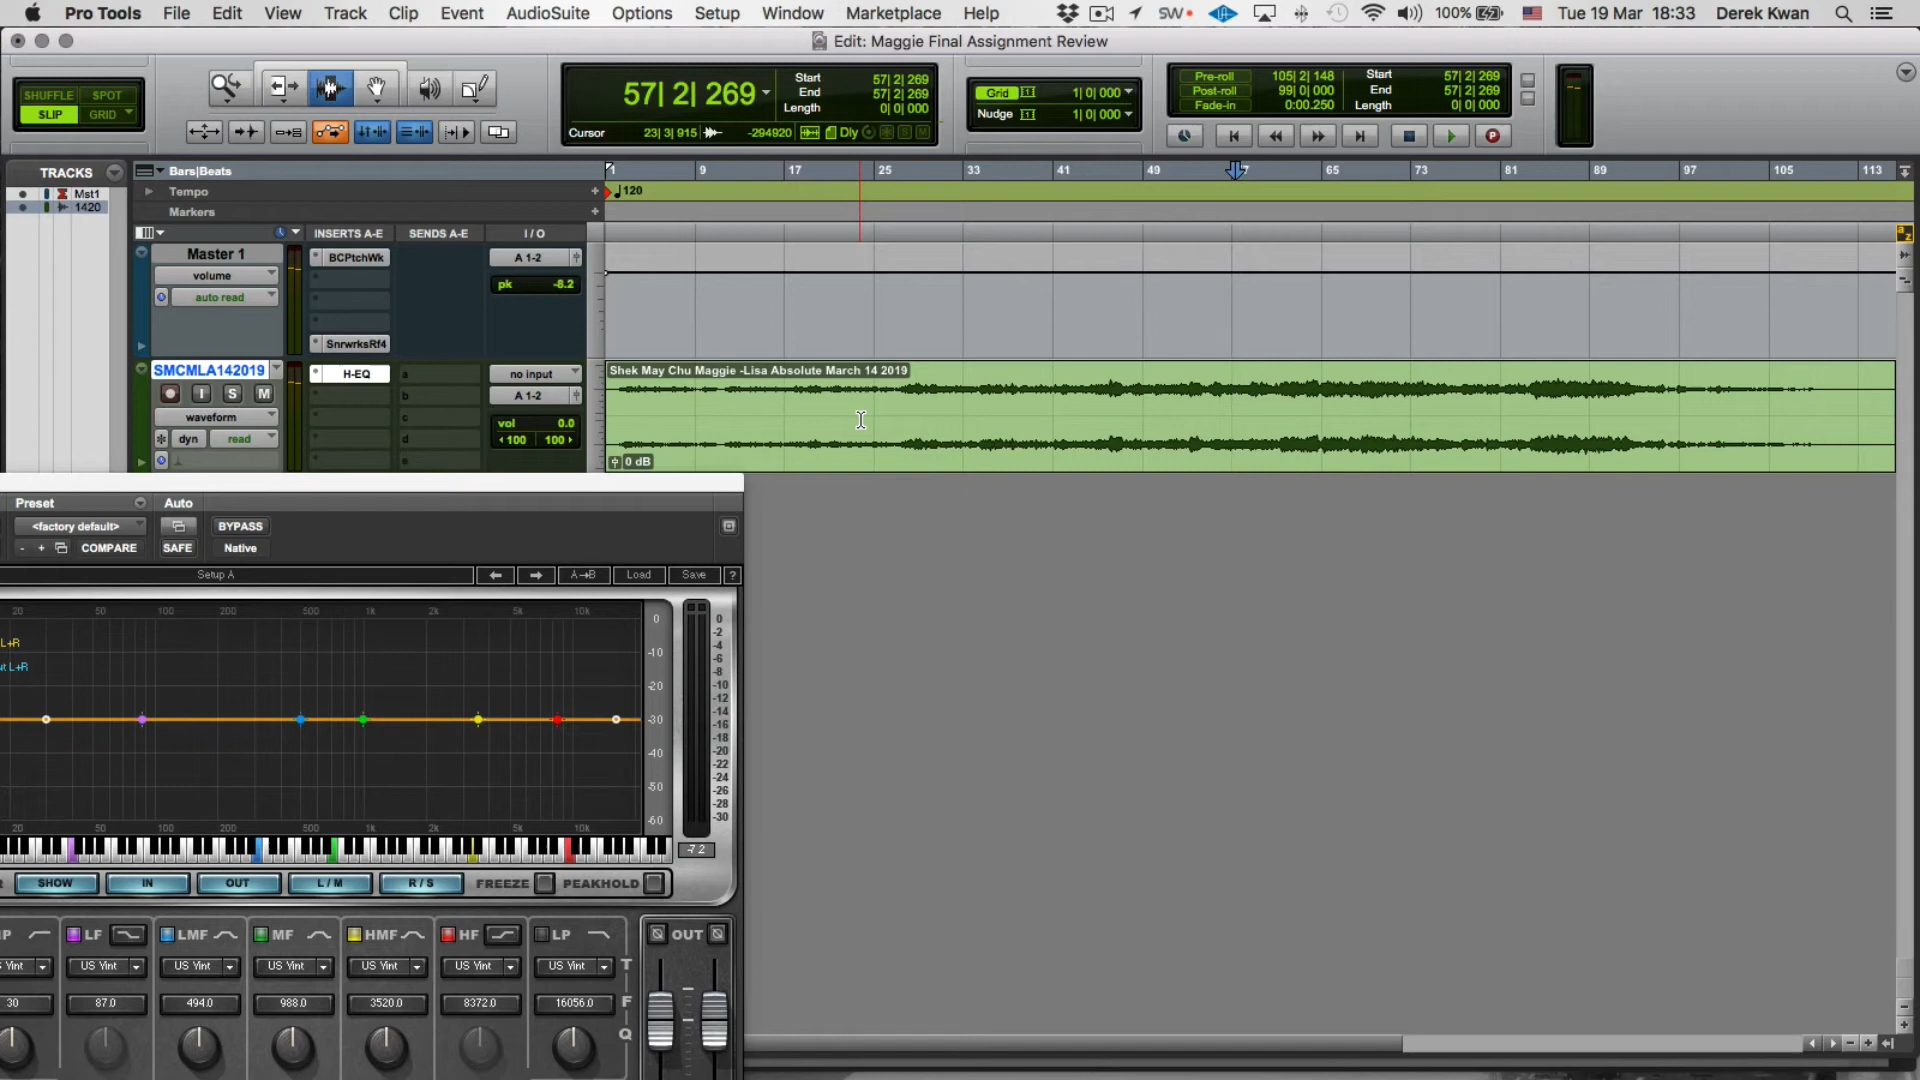 Pro Tools File Edit View Track Clip Event AudioSuite Options Setup Window Marketplace Help SW 100% Tue 19 Mar 18:33 Derek Kwan
Edit: Maggie Final Assignment Review
SHUFFLE SPOT
SLIP GRID
57| 2| 269
Start 57| 2| 269
End 57| 2| 269
Length 0| 0| 000
Cursor 23| 3| 915 -294920 Dly
Grid 1| 0| 000
Nudge 1| 0| 000
Pre-roll 105| 2| 148 Start 57| 2| 269
Post-roll 99| 0| 000 End 57| 2| 269
Fade-in 0:00.250 Length 0| 0| 000
TRACKS
Mst1
1420
Bars|Beats 1 9 17 25 33 41 49 7 65 73 81 89 97 105 113
Tempo 120
Markers
INSERTS A-E SENDS A-E I / O
a z
Master 1 BCPtchWk A 1-2
volume pk -8.2
auto read
SnrwrksRf4
SMCMLA142019 H-EQ a no input
I S M b A 1-2
waveform c vol 0.0
dyn read d 100 100
e
Shek May Chu Maggie -Lisa Absolute March 14 2019
0 dB
Preset Auto
<factory default> BYPASS
- + COMPARE SAFE Native
Setup A A→B Load Save ?
20 50 100 200 500 1k 2k 5k 10k
L+R
ut L+R
0 -10 -20 -30 -40 -50 -60
0 -2 -4 -6 -8 -10 -12 -14 -16 -18 -20 -22 -24 -26 -28 -30
20 50 100 200 500 1k 2k 5k 10k
-7.2
R SHOW IN OUT L / M R / S FREEZE PEAKHOLD
P LF LMF MF HMF HF LP OUT
US Vint US Vint US Vint US Vint US Vint US Vint T
30 87.0 494.0 988.0 3520.0 8372.0 16056.0 F
Q